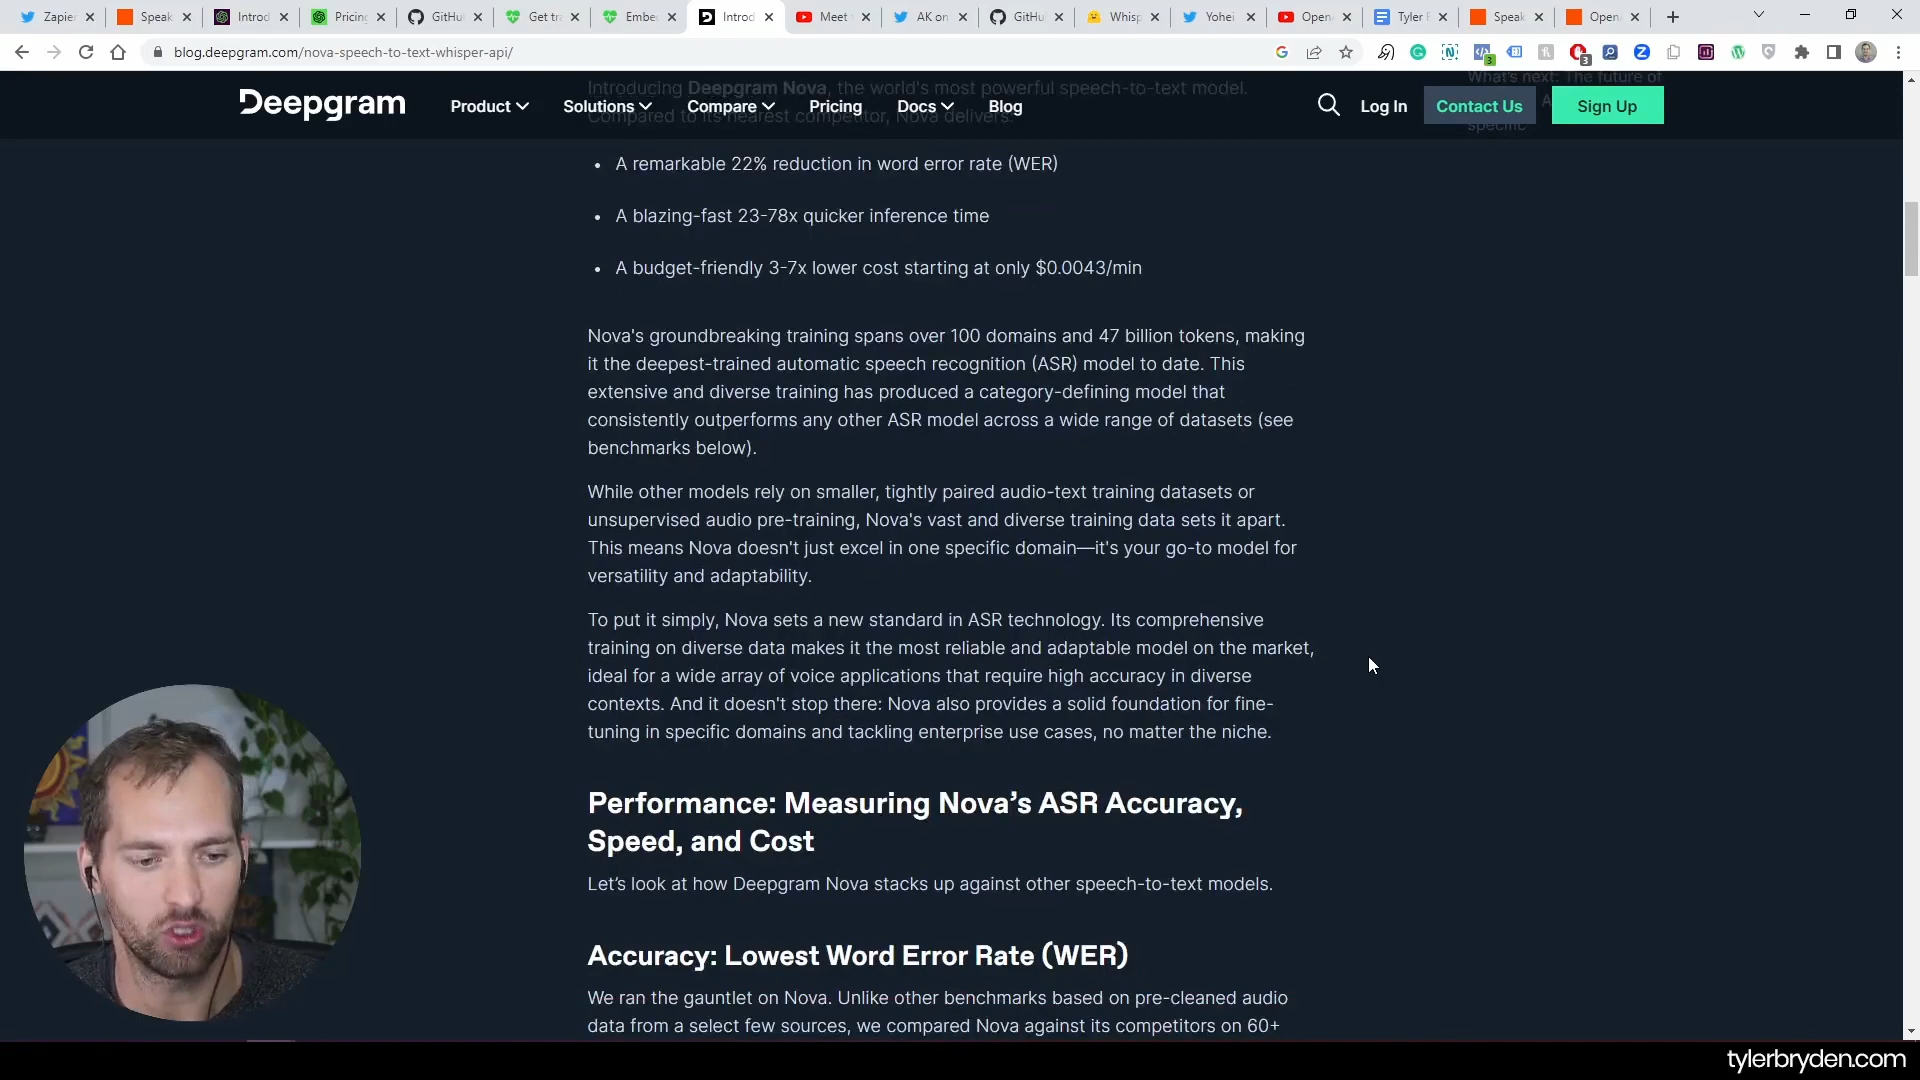 Zapier
Speak
Introd
Pricing
GitHu
Get tr
Embe
Introd
Meet
AK on
GitHu
Whisp
Yohei
Open
Tyler
Speak
Open
blog.deepgram.com/nova-speech-to-text-whisper-api/
Introducing Deepgram Nova, the world's most powerful speech-to-text model.
What's next: The future of
Deepgram
Product
Solutions
Compare
Pricing
Docs
Blog
Log In
Contact Us
Sign Up
Compared to its nearest competitor, Nova delivers:
specific
• A remarkable 22% reduction in word error rate (WER)
• A blazing-fast 23-78x quicker inference time
• A budget-friendly 3-7x lower cost starting at only $0.0043/min
Nova's groundbreaking training spans over 100 domains and 47 billion tokens, making
it the deepest-trained automatic speech recognition (ASR) model to date. This
extensive and diverse training has produced a category-defining model that
consistently outperforms any other ASR model across a wide range of datasets (see
benchmarks below).
While other models rely on smaller, tightly paired audio-text training datasets or
unsupervised audio pre-training, Nova's vast and diverse training data sets it apart.
This means Nova doesn't just excel in one specific domain—it's your go-to model for
versatility and adaptability.
To put it simply, Nova sets a new standard in ASR technology. Its comprehensive
training on diverse data makes it the most reliable and adaptable model on the market,
ideal for a wide array of voice applications that require high accuracy in diverse
contexts. And it doesn't stop there: Nova also provides a solid foundation for fine-
tuning in specific domains and tackling enterprise use cases, no matter the niche.
Performance: Measuring Nova’s ASR Accuracy,
Speed, and Cost
Let’s look at how Deepgram Nova stacks up against other speech-to-text models.
Accuracy: Lowest Word Error Rate (WER)
We ran the gauntlet on Nova. Unlike other benchmarks based on pre-cleaned audio
data from a select few sources, we compared Nova against its competitors on 60+
tylerbryden.com